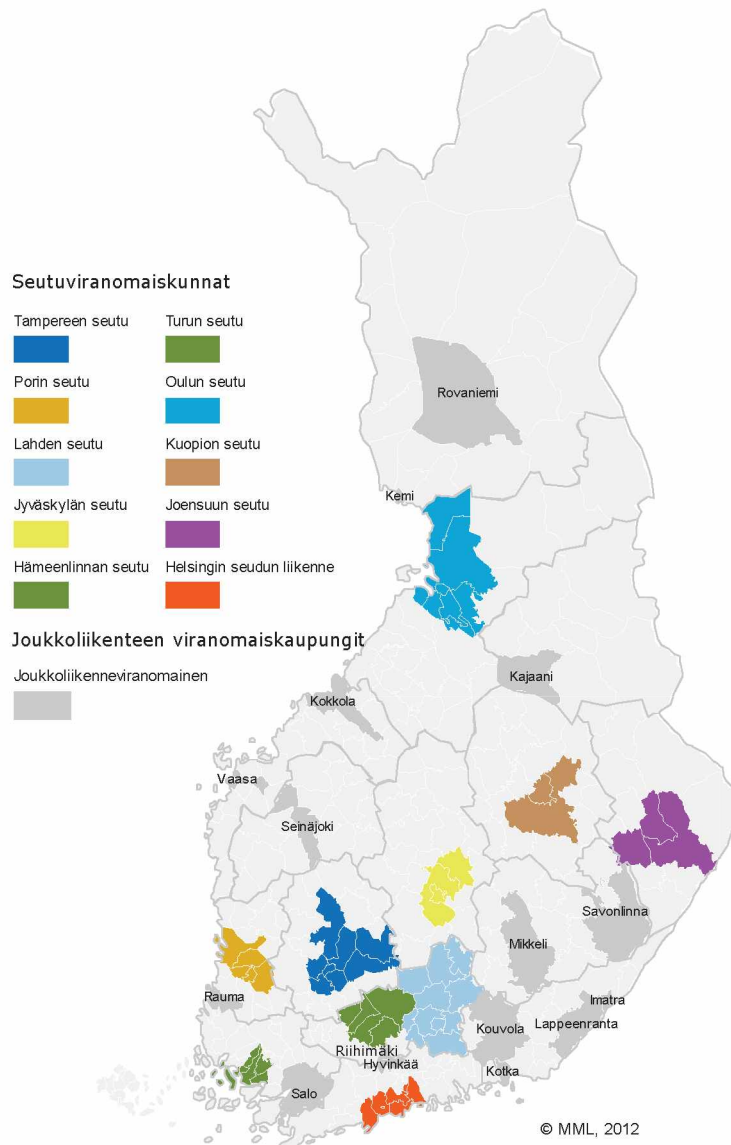 Seutuviranomaiskunnat
Tampereen seutu
Turun seutu
Porin seutu
Oulun seutu
Lahden seutu
Kuopion seutu
Jyväskylän seutu
Joensuun seutu
Hämeenlinnan seutu
Helsingin seudun liikenne
Joukkoliikenteen viranomaiskaupungit
Joukkoliikenneviranomainen
Rovaniemi
Kemi
Kajaani
Kokkola
Vaasa
Seinäjoki
Savonlinna
Mikkeli
Rauma
Imatra
Kouvola
Lappeenranta
Riihimäki
Hyvinkää
Kotka
Salo
© MML, 2012